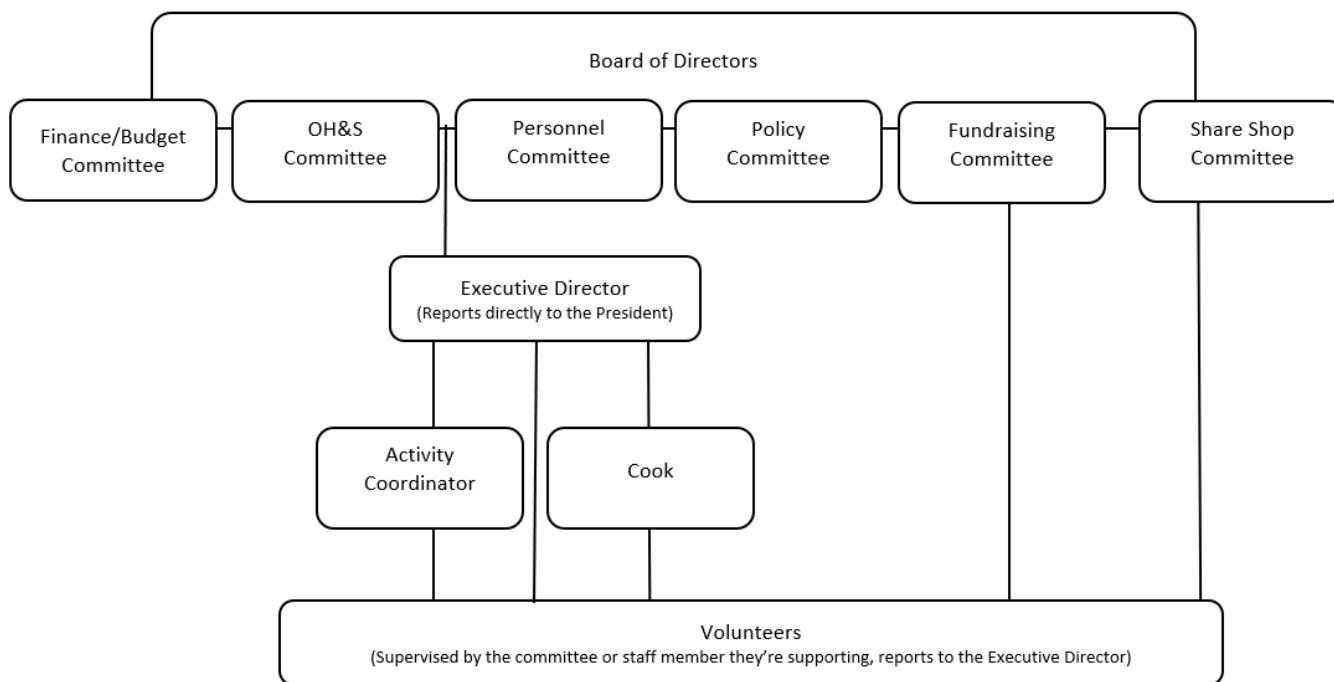 Board of Directors
Finance/Budget
Committee
OH&S
Committee
Personnel
Committee
Policy
Committee
Fundraising
Committee
Share Shop
Committee
Executive Director
(Reports directly to the President)
Activity
Coordinator
Cook
Volunteers
(Supervised by the committee or staff member they’re supporting, reports to the Executive Director)